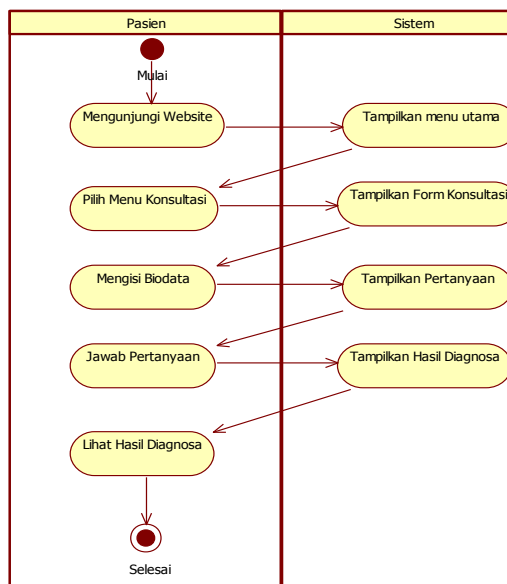 Pasien
Sistem
Mulai
Mengunjungi Website
Tampilkan menu utama
Pilih Menu Konsultasi
Tampilkan Form Konsultasi
Mengisi Biodata
Tampilkan Pertanyaan
Jawab Pertanyaan
Tampilkan Hasil Diagnosa
Lihat Hasil Diagnosa
Selesai